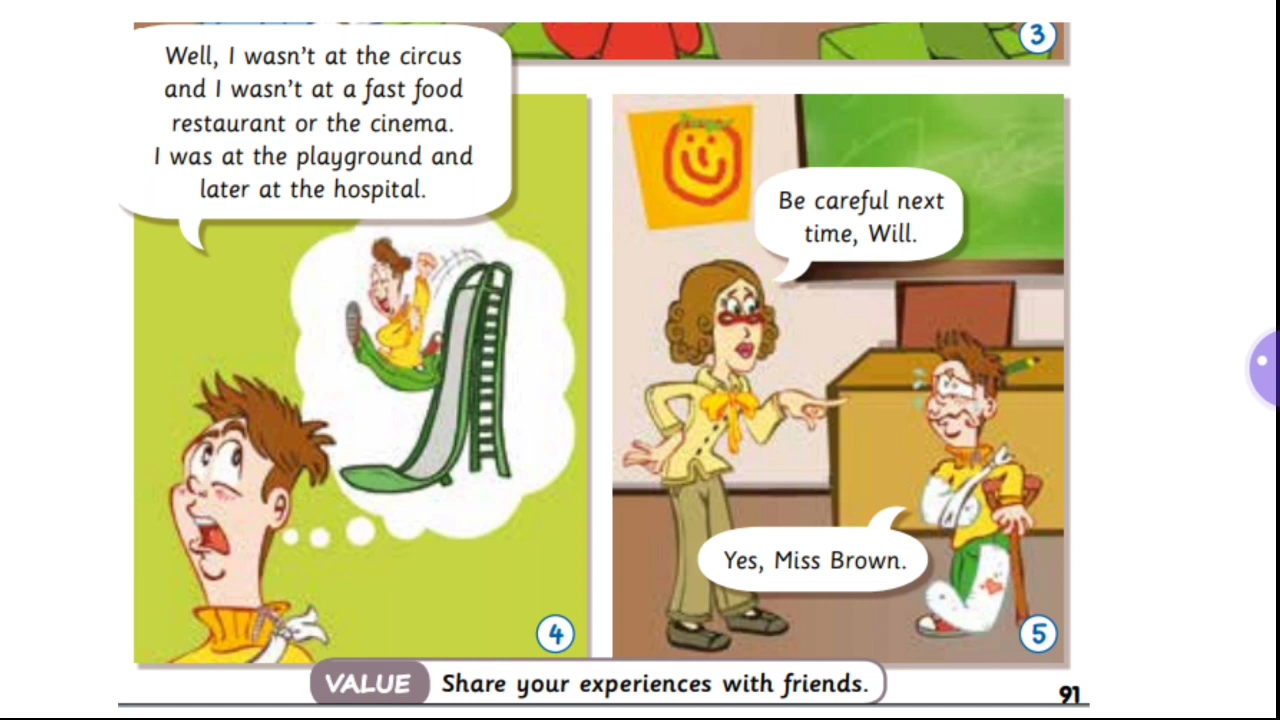 3
Well, I wasn't at the circus
and I wasn't at a fast food
restaurant or the cinema.
I was at the playground and
later at the hospital.
4
Be careful next
time, Will.
Yes, Miss Brown.
5
VALUE Share your experiences with friends.
91